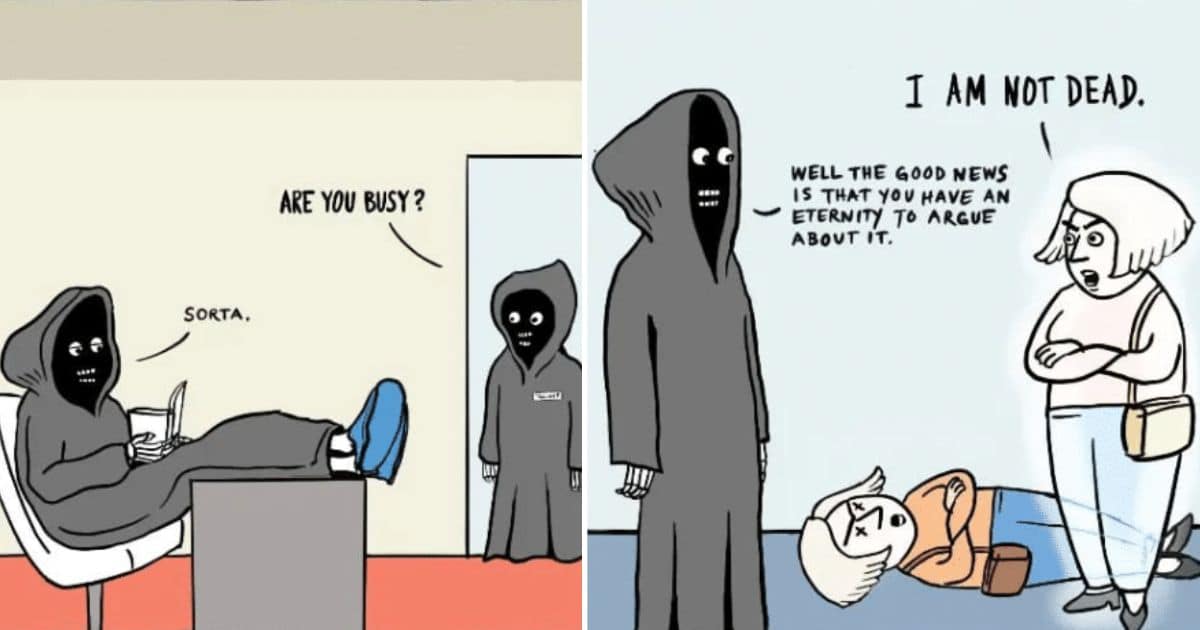 ARE YOU BUSY?
SORTA.
I AM NOT DEAD.
WELL THE GOOD NEWS
IS THAT YOU HAVE AN
ETERNITY TO ARGUE
ABOUT IT.